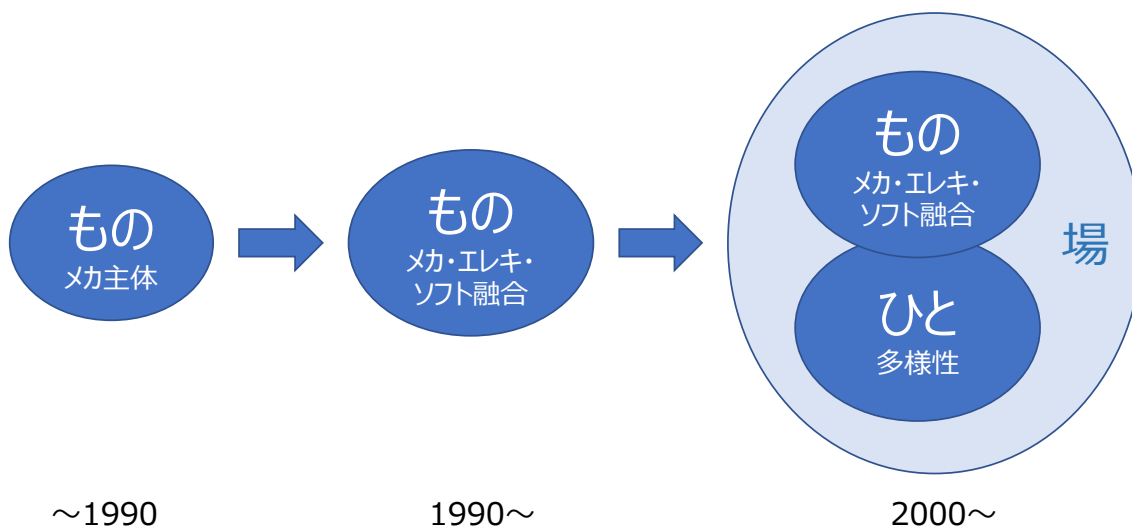 もの
メカ主体
もの
メカ・エレキ・
ソフト融合
もの
メカ・エレキ・
ソフト融合
ひと
多様性
場
～1990
1990～
2000～